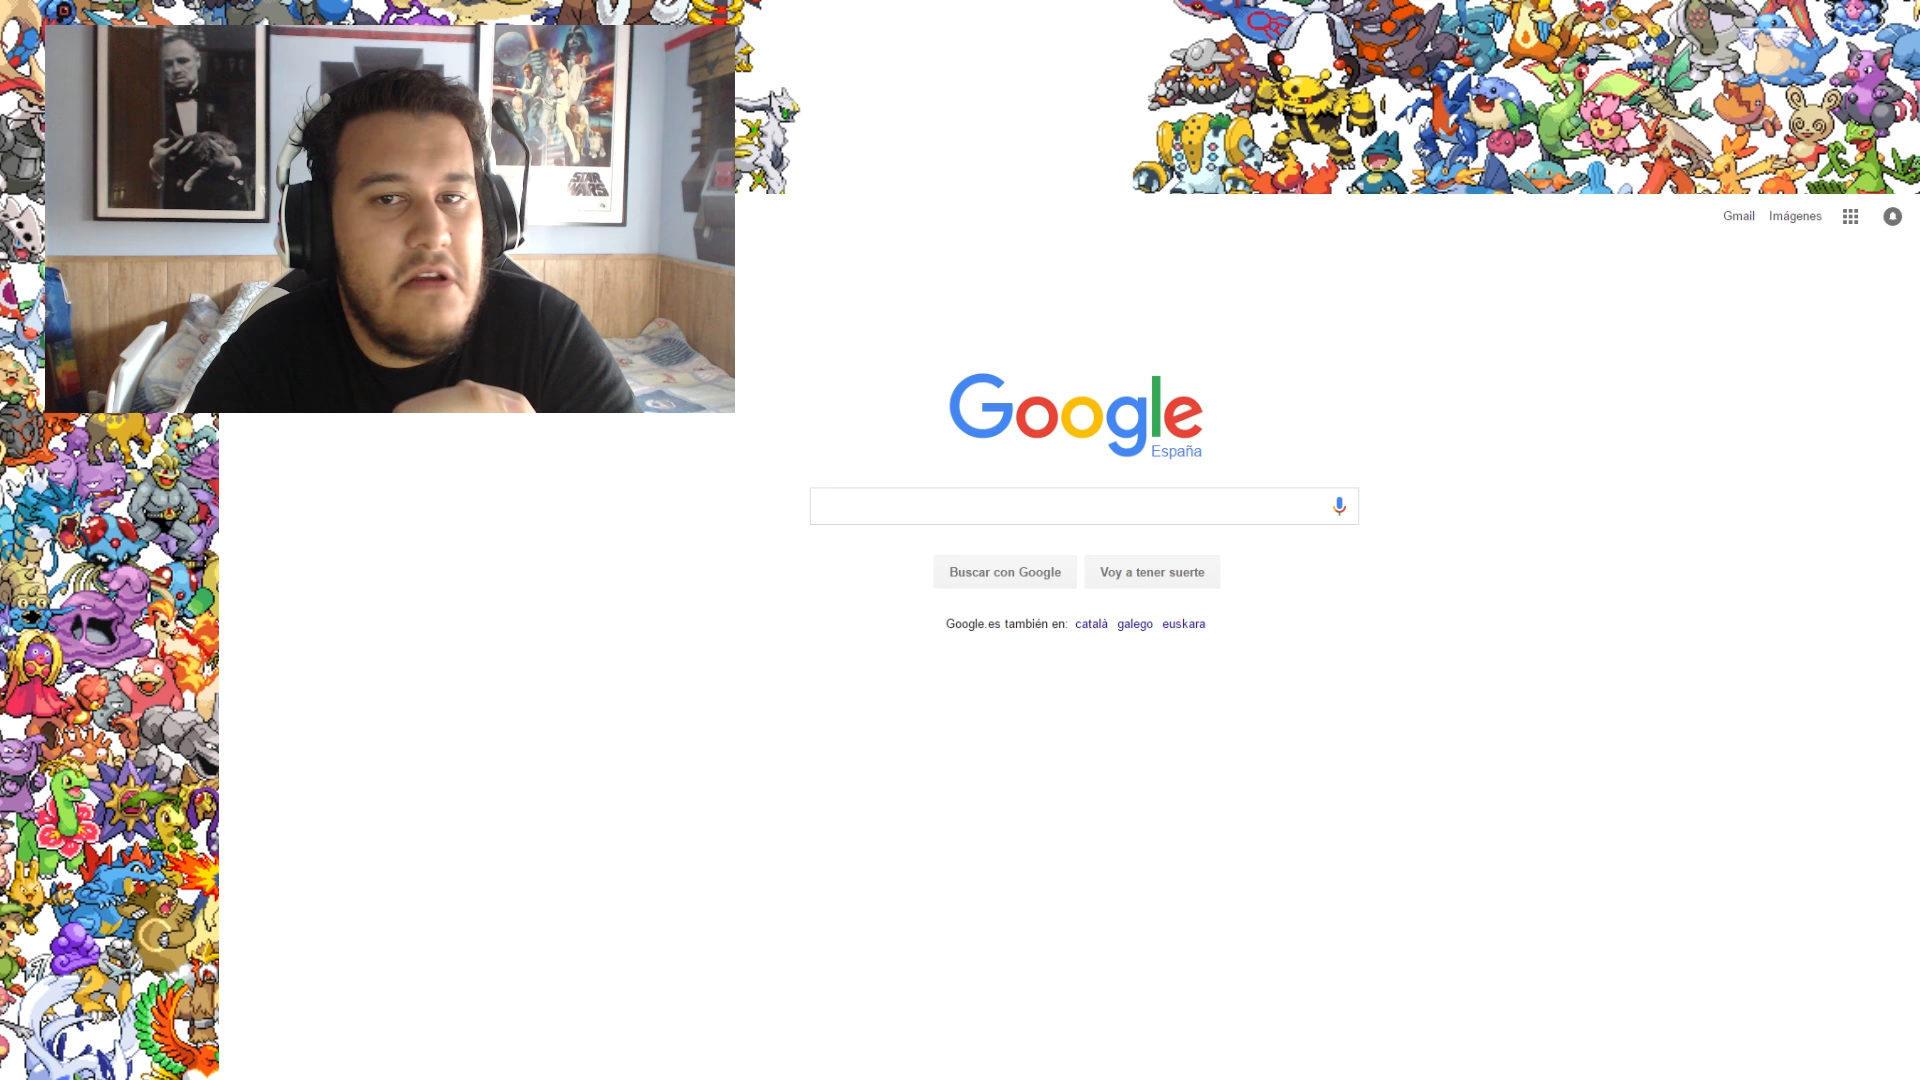 STAR
WARS
Gmail Imágenes
Google
España
Buscar con Google Voy a tener suerte
Google.es también en: català galego euskara